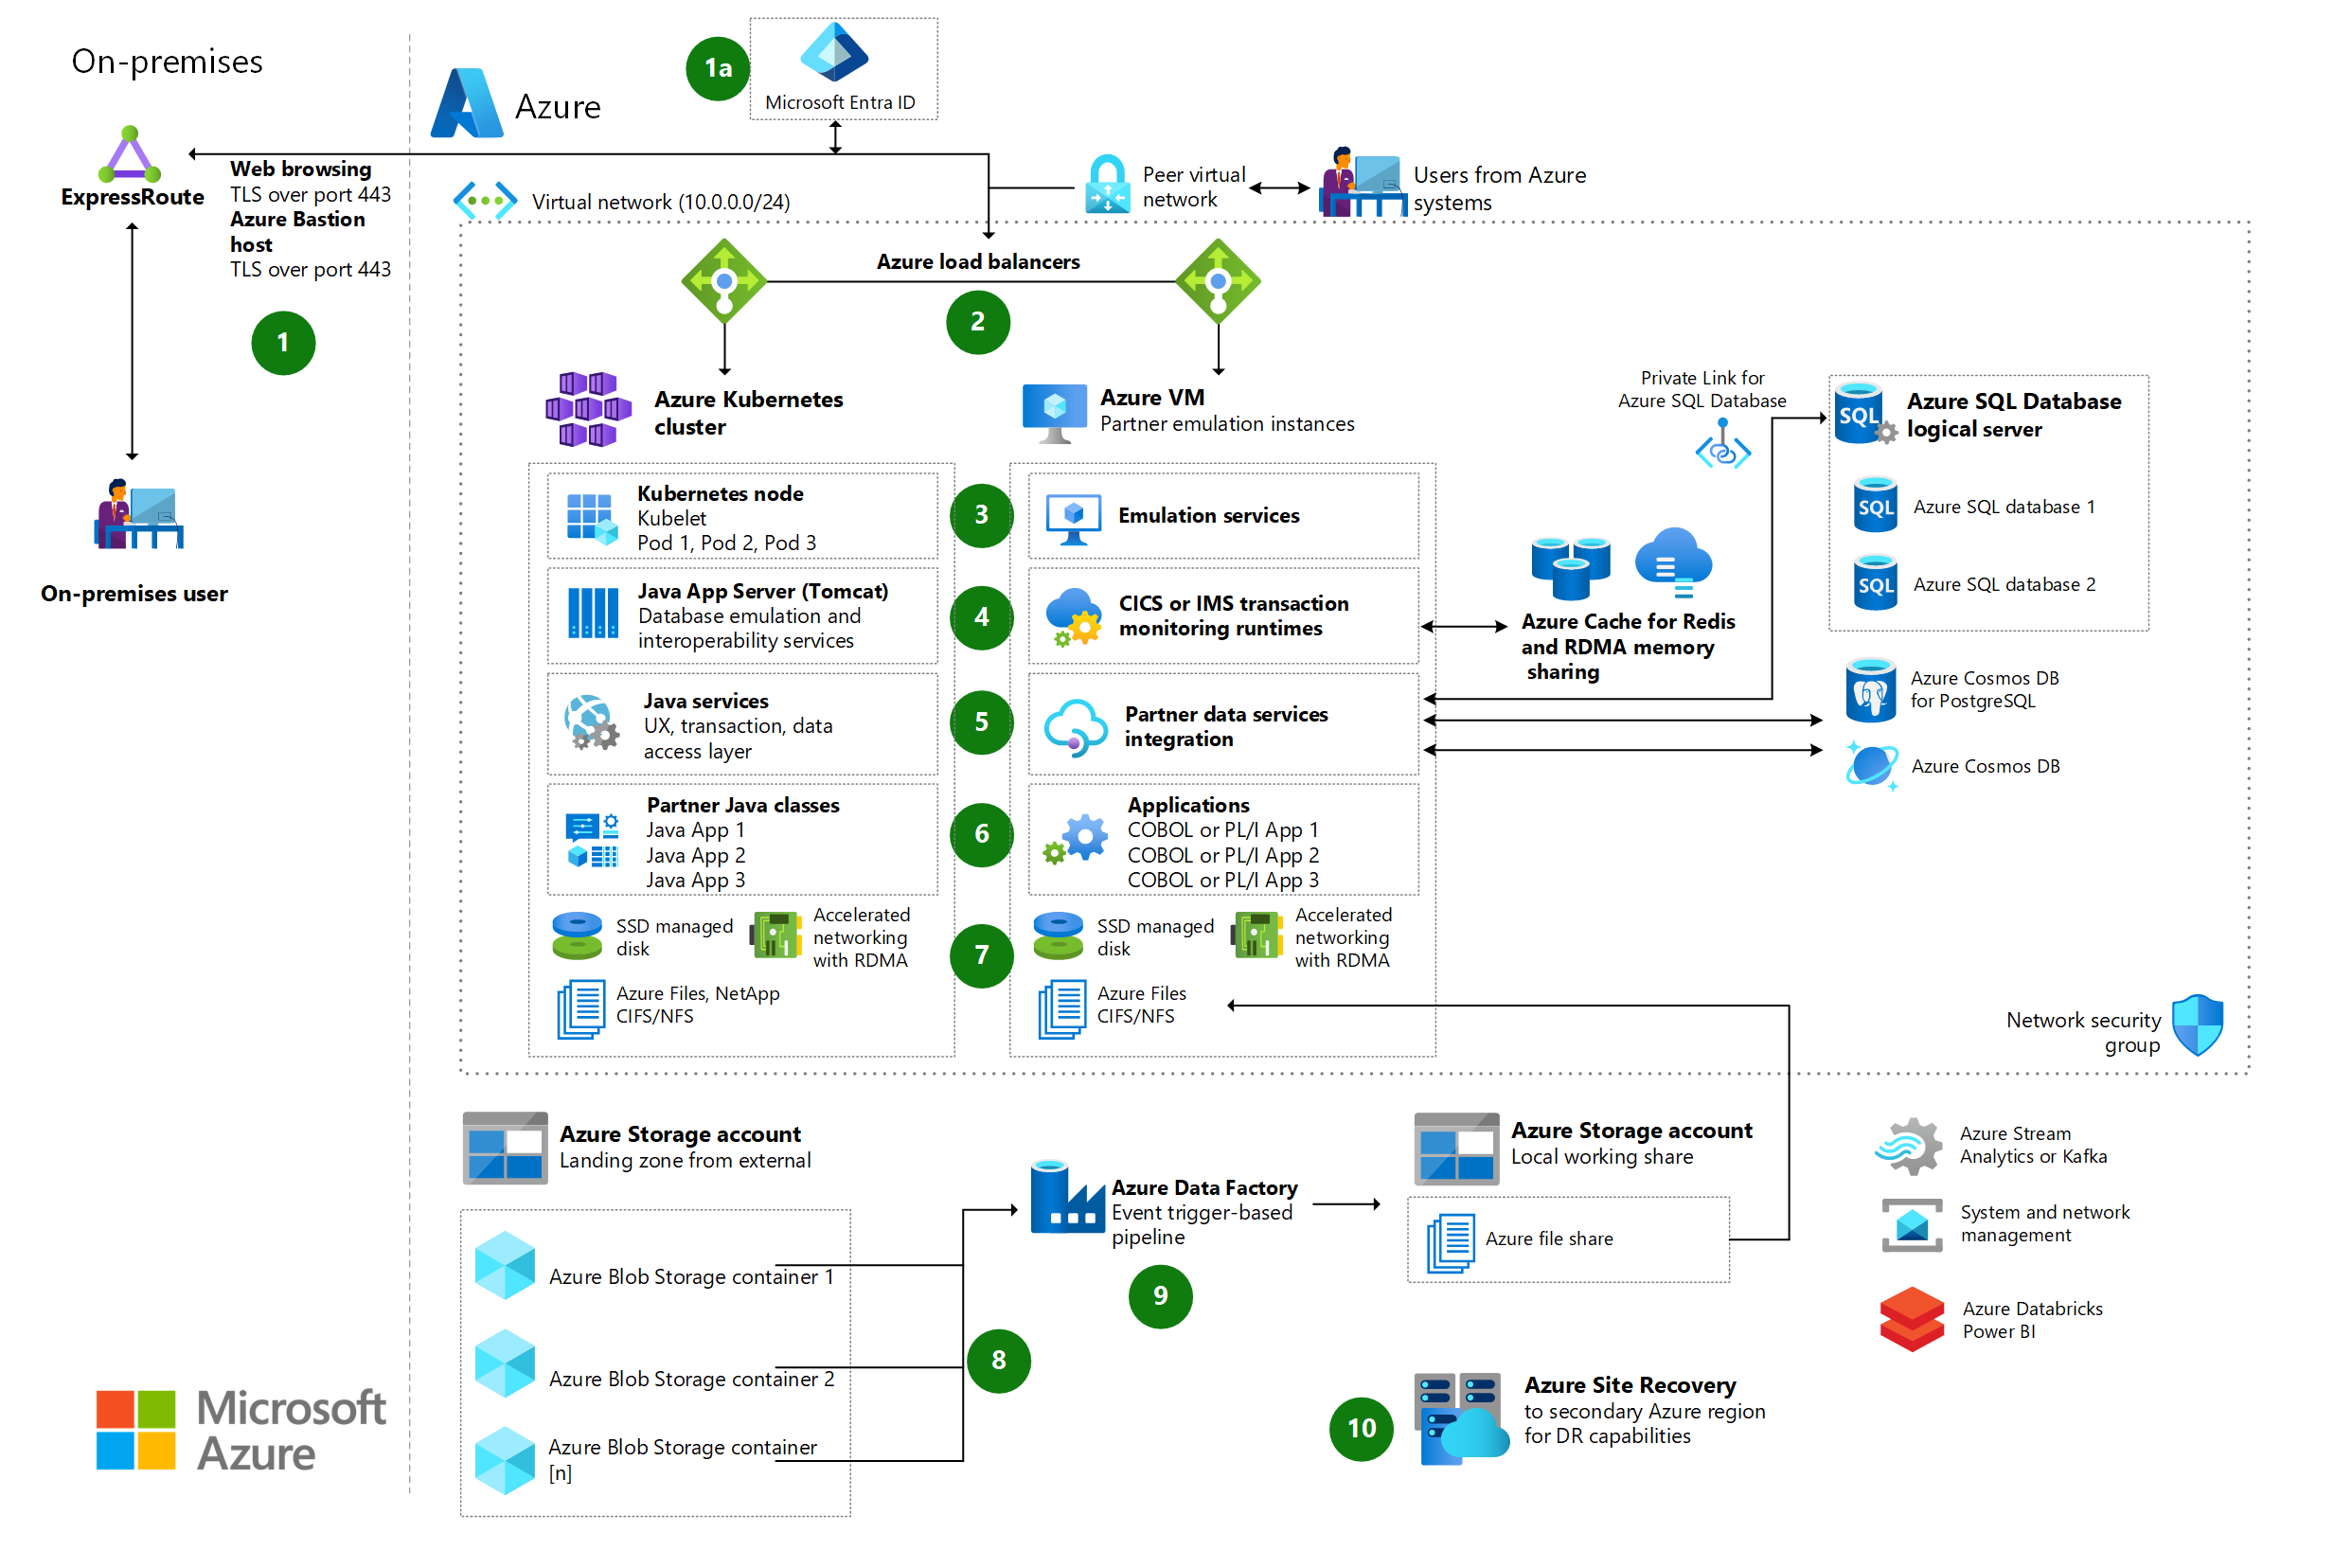 On-premises
Azure
1a
Microsoft Entra ID
ExpressRoute
Web browsing
TLS over port 443
Azure Bastion
host
TLS over port 443
1
On-premises user
Virtual network (10.0.0.0/24)
Peer virtual
network
Users from Azure
systems
Azure load balancers
2
Azure Kubernetes
cluster
Azure VM
Partner emulation instances
Kubernetes node
Kubelet
Pod 1, Pod 2, Pod 3
3
Emulation services
Java App Server (Tomcat)
Database emulation and
interoperability services
4
CICS or IMS transaction
monitoring runtimes
Java services
UX, transaction, data
access layer
5
Partner data services
integration
Partner Java classes
Java App 1
Java App 2
Java App 3
6
Applications
COBOL or PL/I App 1
COBOL or PL/I App 2
COBOL or PL/I App 3
SSD managed
disk
Accelerated
networking
with RDMA
7
SSD managed
disk
Accelerated
networking
with RDMA
Azure Files, NetApp
CIFS/NFS
Azure Files
CIFS/NFS
Azure Cache for Redis
and RDMA memory
sharing
Private Link for
Azure SQL Database
SQL
Azure SQL Database
logical server
SQL
Azure SQL database 1
SQL
Azure SQL database 2
Azure Cosmos DB
for PostgreSQL
Azure Cosmos DB
Network security
group
Azure Storage account
Landing zone from external
Azure Blob Storage container 1
Azure Blob Storage container 2
Azure Blob Storage container
[n]
8
Azure Data Factory
Event trigger-based
pipeline
9
Azure Storage account
Local working share
Azure file share
10
Azure Site Recovery
to secondary Azure region
for DR capabilities
Azure Stream
Analytics or Kafka
System and network
management
Azure Databricks
Power BI
Microsoft
Azure